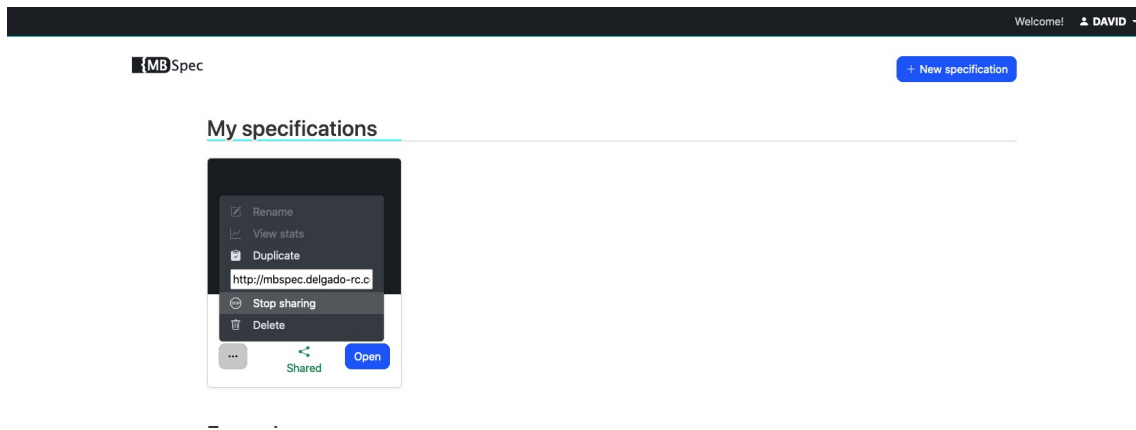 Welcome! DAVID
{MB}Spec
+ New specification
My specifications
Rename
View stats
Duplicate
http://mbspec.delgado-rc.c
Stop sharing
Delete
...
Shared
Open